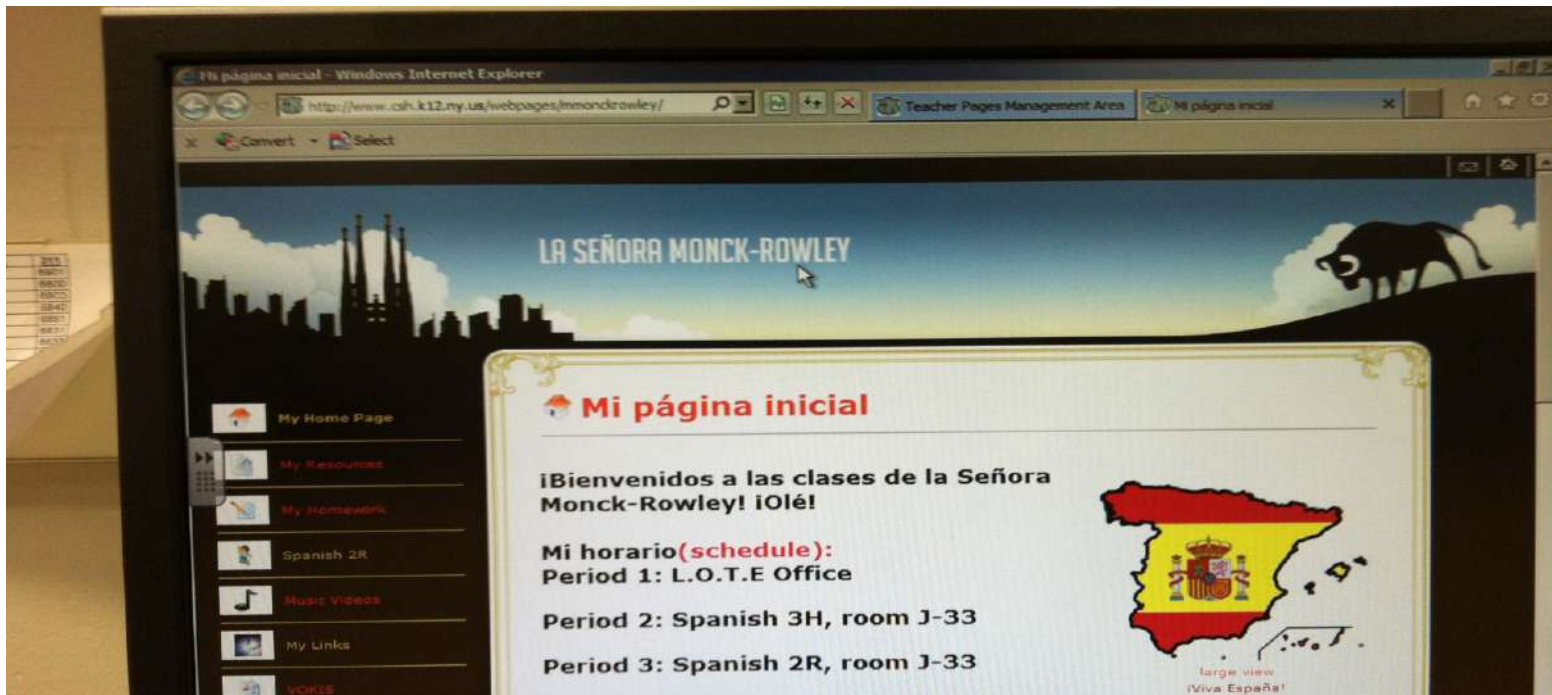 Mi página inicial - Windows Internet Explorer
http://www.csh.k12.ny.us/webpages/mmonckrowley/
Teacher Pages Management Area
Mi página inicial
x Convert Select
LA SEÑORA MONCK-ROWLEY
My Home Page
My Resources
My Homework
Spanish 2R
Music Videos
My Links
VOKIS
Mi página inicial
¡Bienvenidos a las clases de la Señora
Monck-Rowley! ¡Olé!
Mi horario(schedule):
Period 1: L.O.T.E Office
Period 2: Spanish 3H, room J-33
Period 3: Spanish 2R, room J-33
large view
¡Viva España!